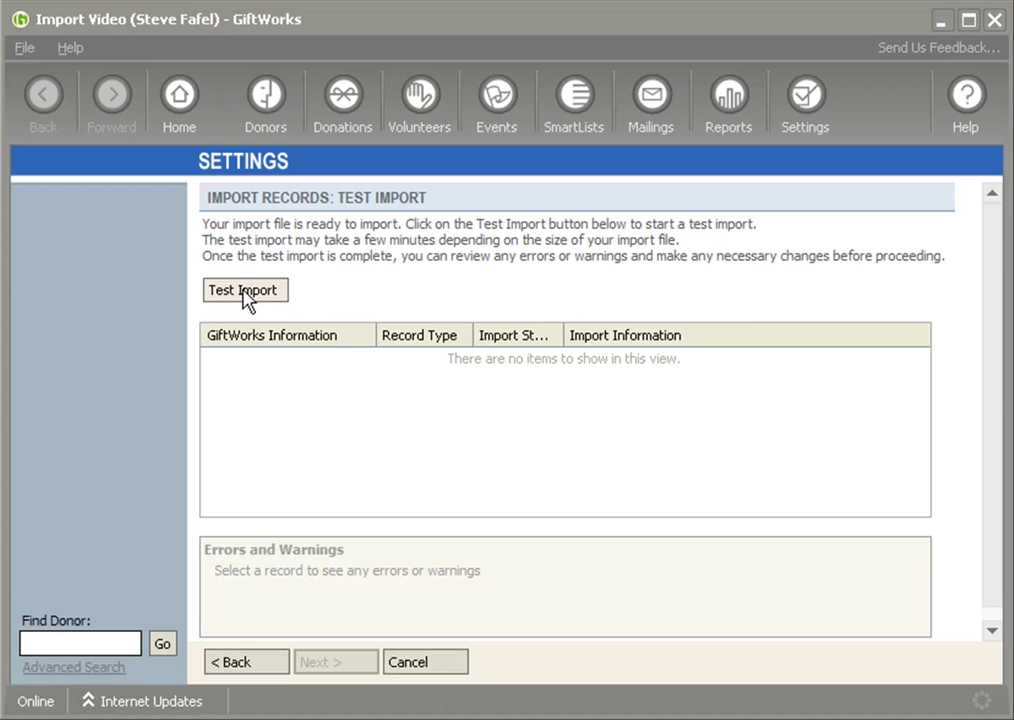 Import Video (Steve Fafel) - GiftWorks
File Help Send Us Feedback...
Back Forward Home Donors Donations Volunteers Events SmartLists Mailings Reports Settings Help
SETTINGS
IMPORT RECORDS: TEST IMPORT
Your import file is ready to import. Click on the Test Import button below to start a test import.
The test import may take a few minutes depending on the size of your import file.
Once the test import is complete, you can review any errors or warnings and make any necessary changes before proceeding.
Test Import
GiftWorks Information Record Type Import St... Import Information
There are no items to show in this view.
Errors and Warnings
Select a record to see any errors or warnings
Find Donor:
Go
Advanced Search
< Back Next > Cancel
Online Internet Updates